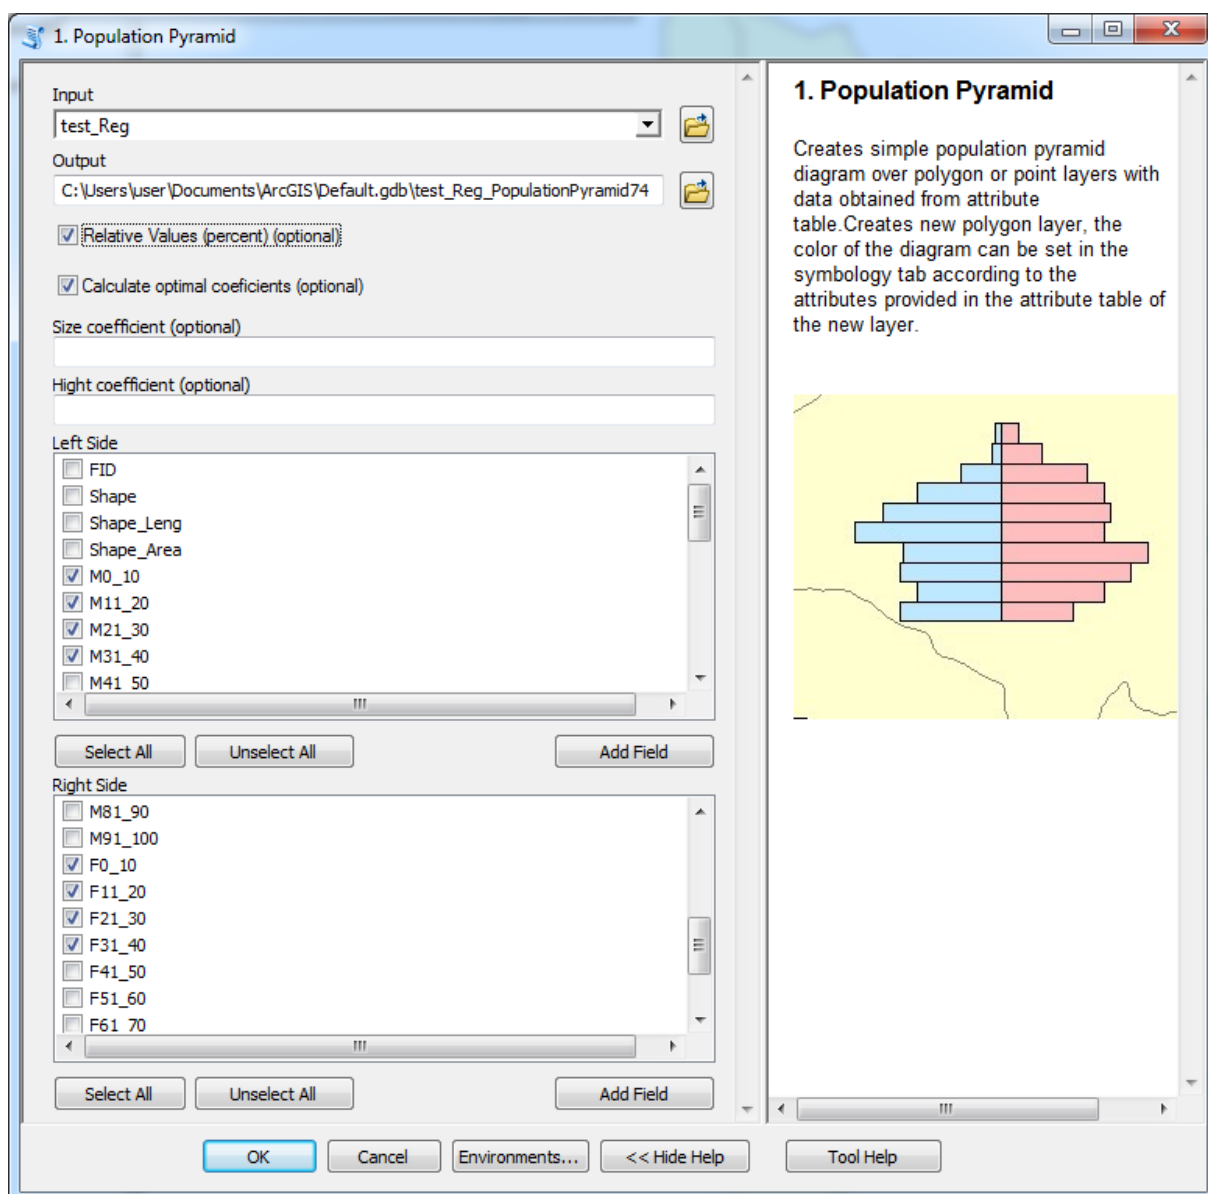 1. Population Pyramid
Input
test_Reg
Output
C:\Users\user\Documents\ArcGIS\Default.gdb\test_Reg_PopulationPyramid74
Relative Values (percent) (optional)
Calculate optimal coeficients (optional)
Size coefficient (optional)
Hight coefficient (optional)
Left Side
FID
Shape
Shape_Leng
Shape_Area
M0_10
M11_20
M21_30
M31_40
M41_50
Select All
Unselect All
Add Field
Right Side
M81_90
M91_100
F0_10
F11_20
F21_30
F31_40
F41_50
F51_60
F61_70
Select All
Unselect All
Add Field
1. Population Pyramid
Creates simple population pyramid
diagram over polygon or point layers with
data obtained from attribute
table.Creates new polygon layer, the
color of the diagram can be set in the
symbology tab according to the
attributes provided in the attribute table of
the new layer.
OK
Cancel
Environments...
<< Hide Help
Tool Help